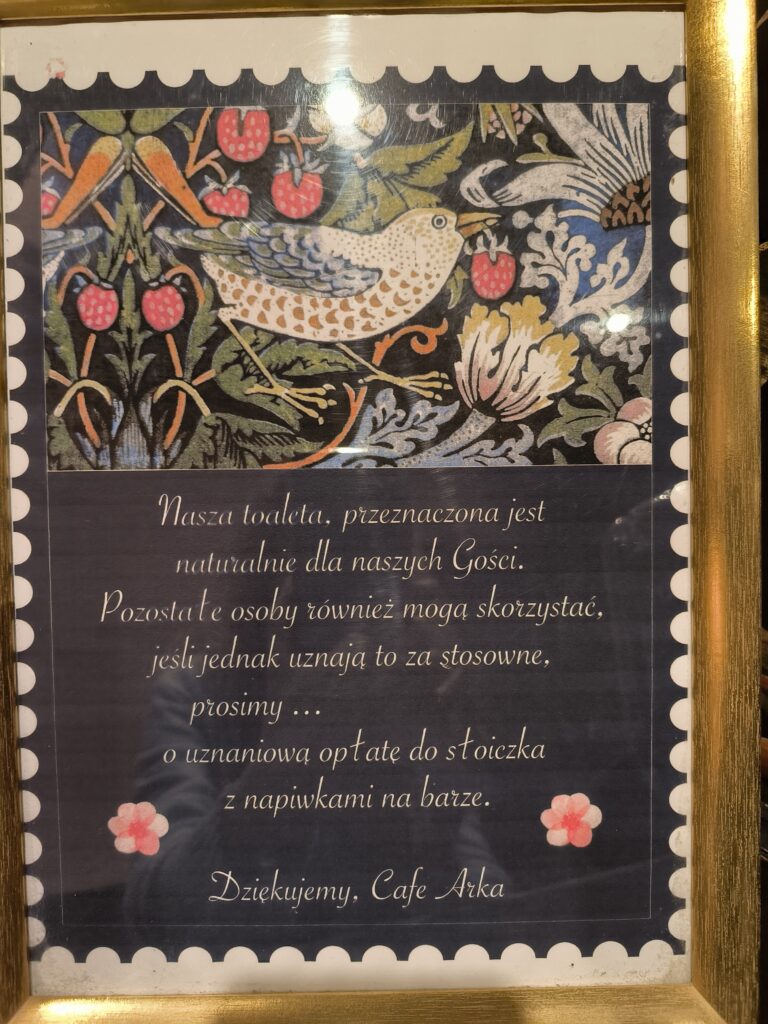 Nasza toaleta, przeznaczona jest
naturalnie dla naszych Gości.
Pozostałe osoby również mogą skorzystać,
jeśli jednak uznają to za stosowne,
prosimy ...
o uznaniową opłatę do słoiczka
z napiwkami na barze.
Dziękujemy, Cafe Arka